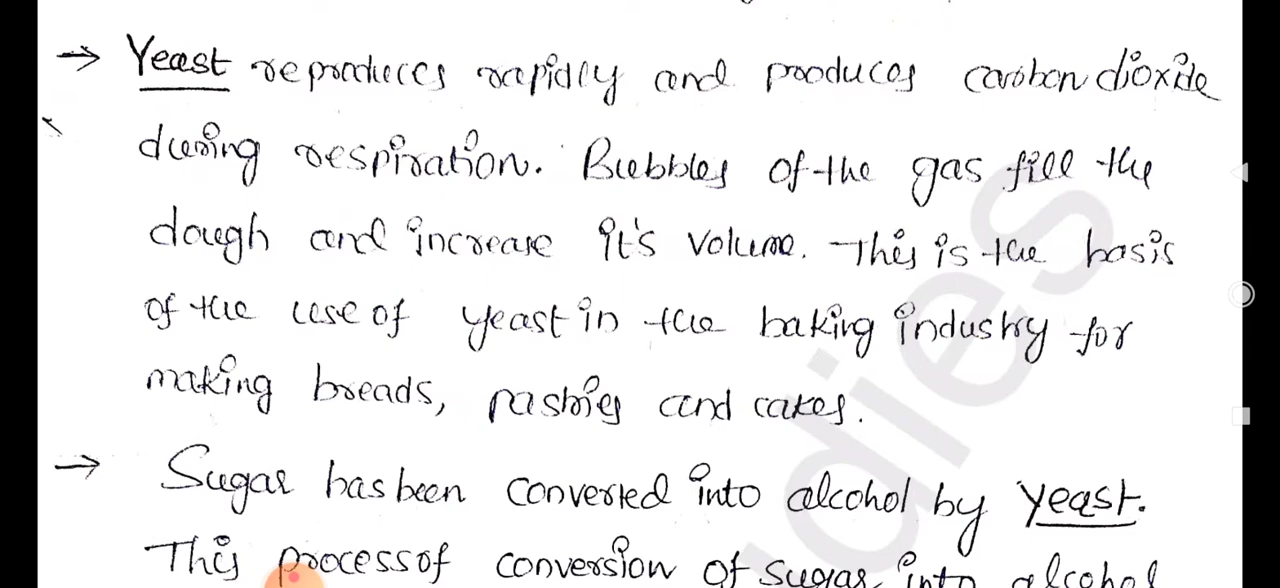 → Yeast reproduces rapidly and produces carbon dioxide
during respiration. Bubbles of the gas fill the
dough and increase it's volume. This is the basis
of the use of yeast in the baking industry for
making breads, pastries and cakes.
→ Sugar has been converted into alcohol by yeast.
This process of conversion of sugar into alcohol
dies